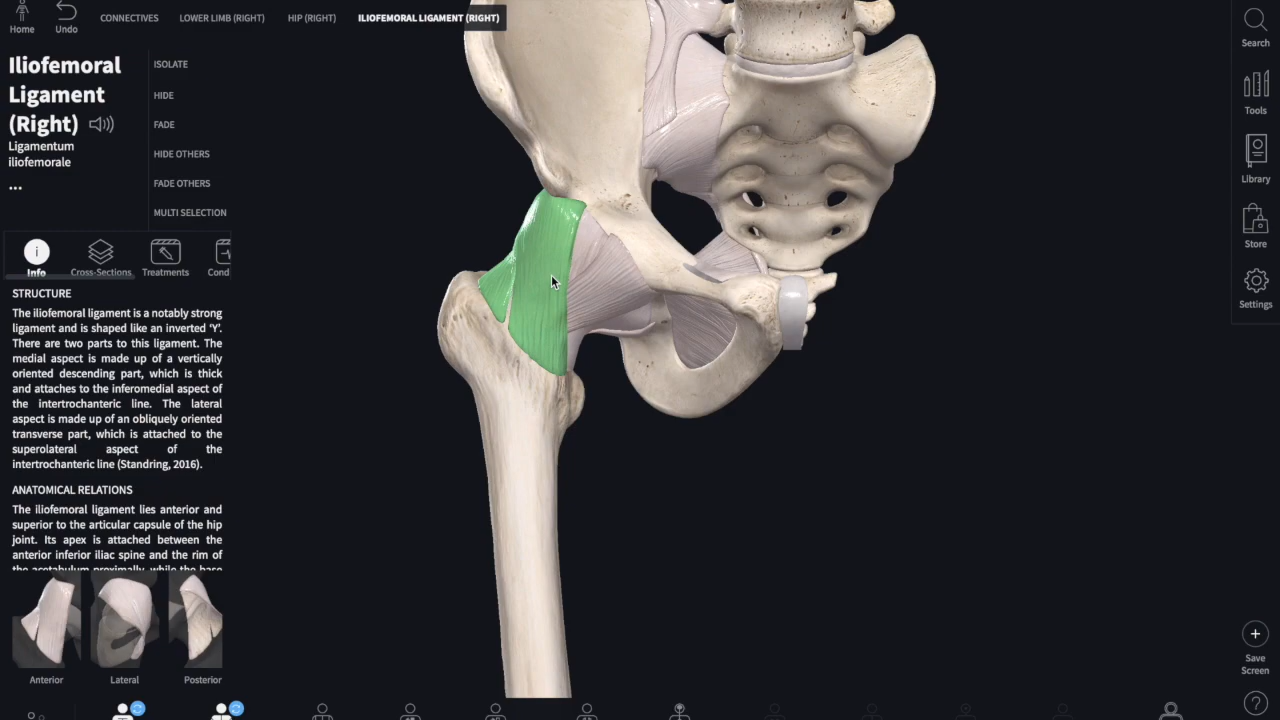 Home
Undo
CONNECTIVES
LOWER LIMB (RIGHT)
HIP (RIGHT)
ILIOFEMORAL LIGAMENT (RIGHT)
Iliofemoral
Ligament
(Right)
Ligamentum
iliofemorale
...
ISOLATE
HIDE
FADE
HIDE OTHERS
FADE OTHERS
MULTI SELECTION
Info
Cross-Sections
Treatments
Cond
STRUCTURE
The iliofemoral ligament is a notably strong
ligament and is shaped like an inverted ‘Y’.
There are two parts to this ligament. The
medial aspect is made up of a vertically
oriented descending part, which is thick
and attaches to the inferomedial aspect of
the intertrochanteric line. The lateral
aspect is made up of an obliquely oriented
transverse part, which is attached to the
superolateral aspect of the
intertrochanteric line (Standring, 2016).
ANATOMICAL RELATIONS
The iliofemoral ligament lies anterior and
superior to the articular capsule of the hip
joint. Its apex is attached between the
anterior inferior iliac spine and the rim of
the acetabulum proximally, while the base
Anterior
Lateral
Posterior
Search
Tools
Library
Store
Settings
Save
Screen